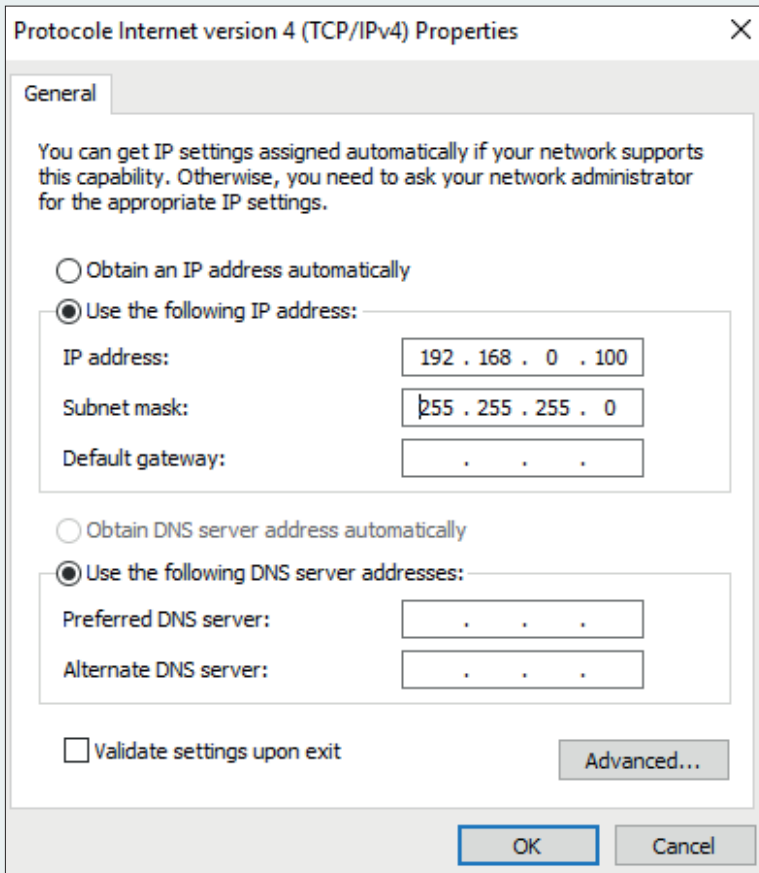 Protocole Internet version 4 (TCP/IPv4) Properties
General
You can get IP settings assigned automatically if your network supports
this capability. Otherwise, you need to ask your network administrator
for the appropriate IP settings.
Obtain an IP address automatically
Use the following IP address:
IP address: 192 . 168 . 0 . 100
Subnet mask: 255 . 255 . 255 . 0
Default gateway: . . .
Obtain DNS server address automatically
Use the following DNS server addresses:
Preferred DNS server: . . .
Alternate DNS server: . . .
Validate settings upon exit
Advanced...
OK Cancel